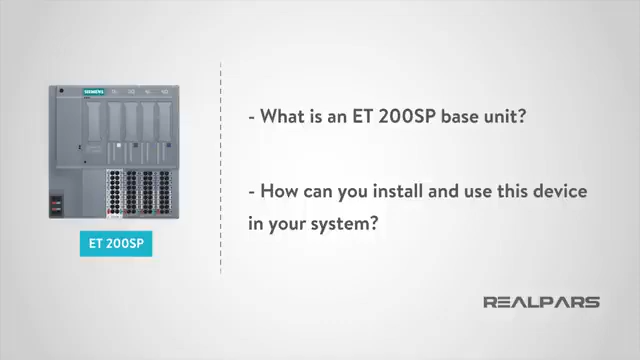 SIEMENS
- What is an ET 200SP base unit?
- How can you install and use this device
in your system?
ET 200SP
REALPARS